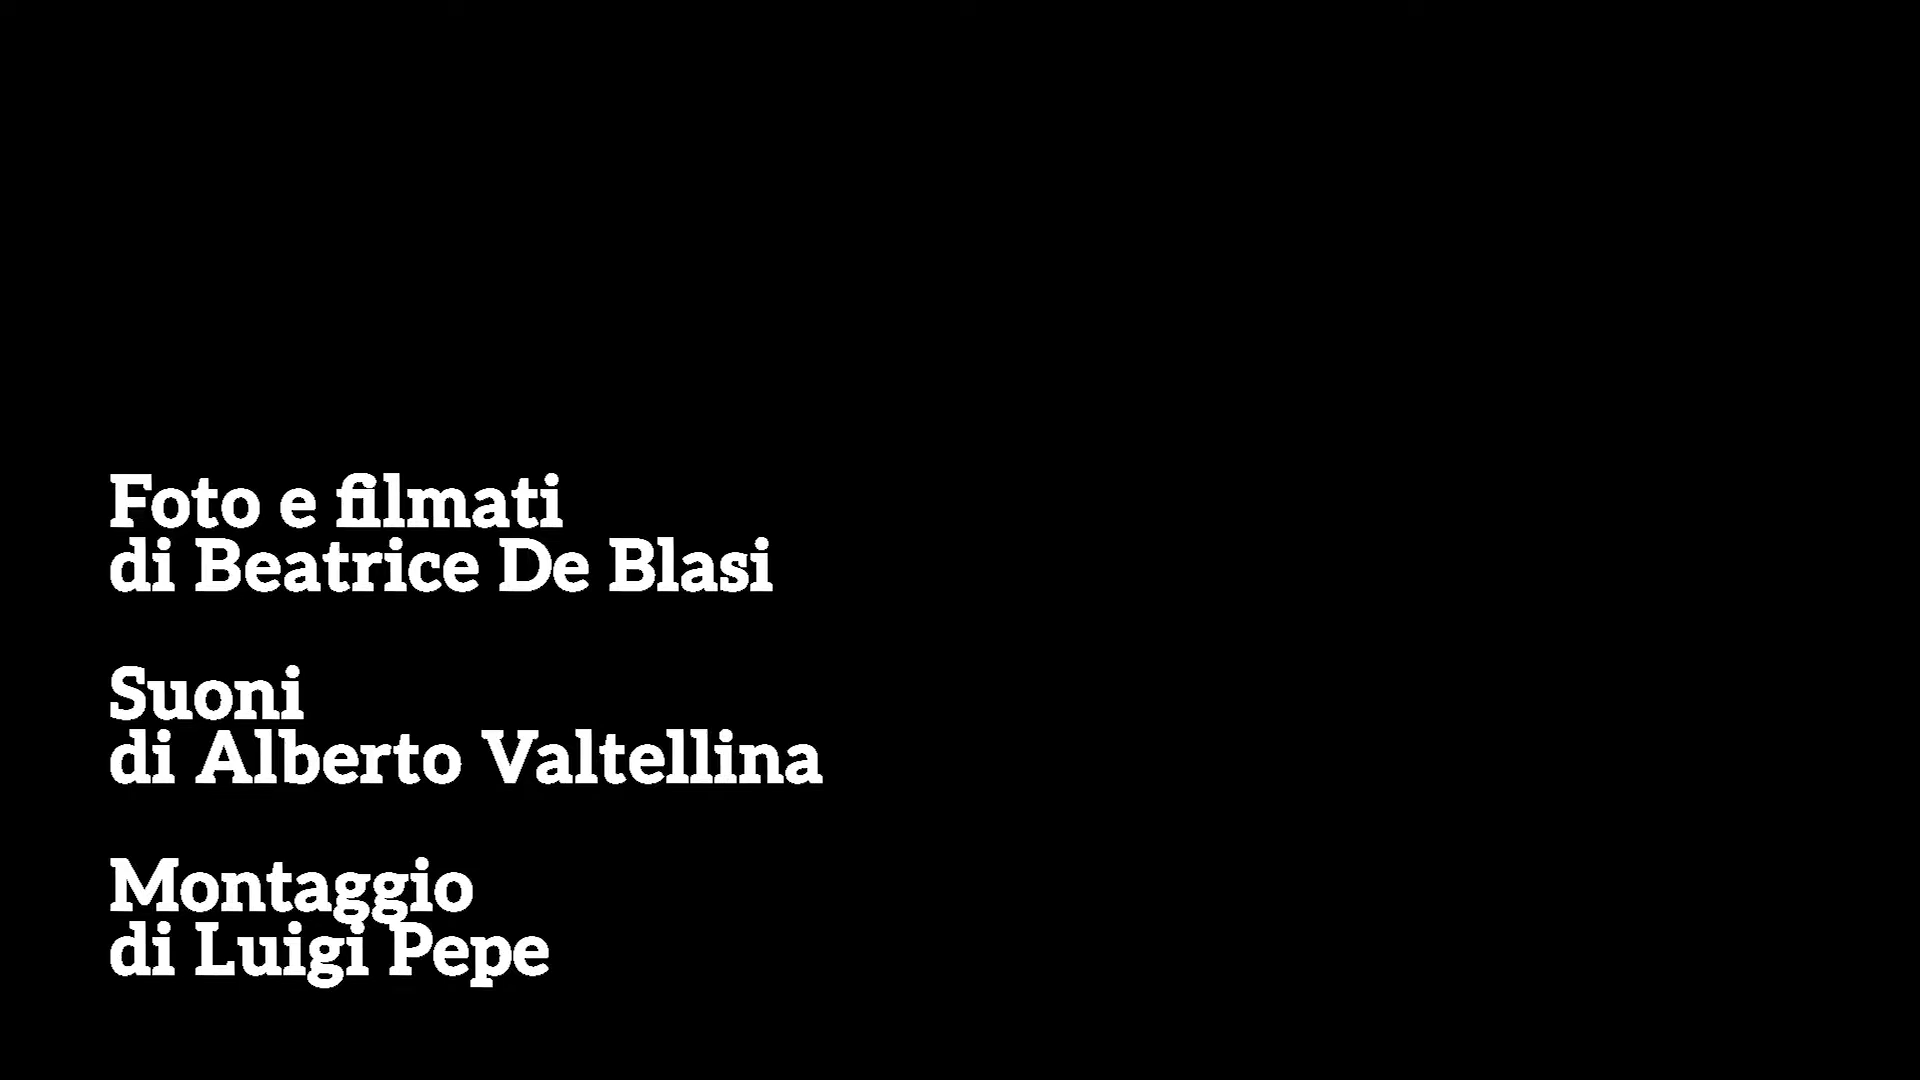 Foto e filmati
di Beatrice De Blasi
Suoni
di Alberto Valtellina
Montaggio
di Luigi Pepe